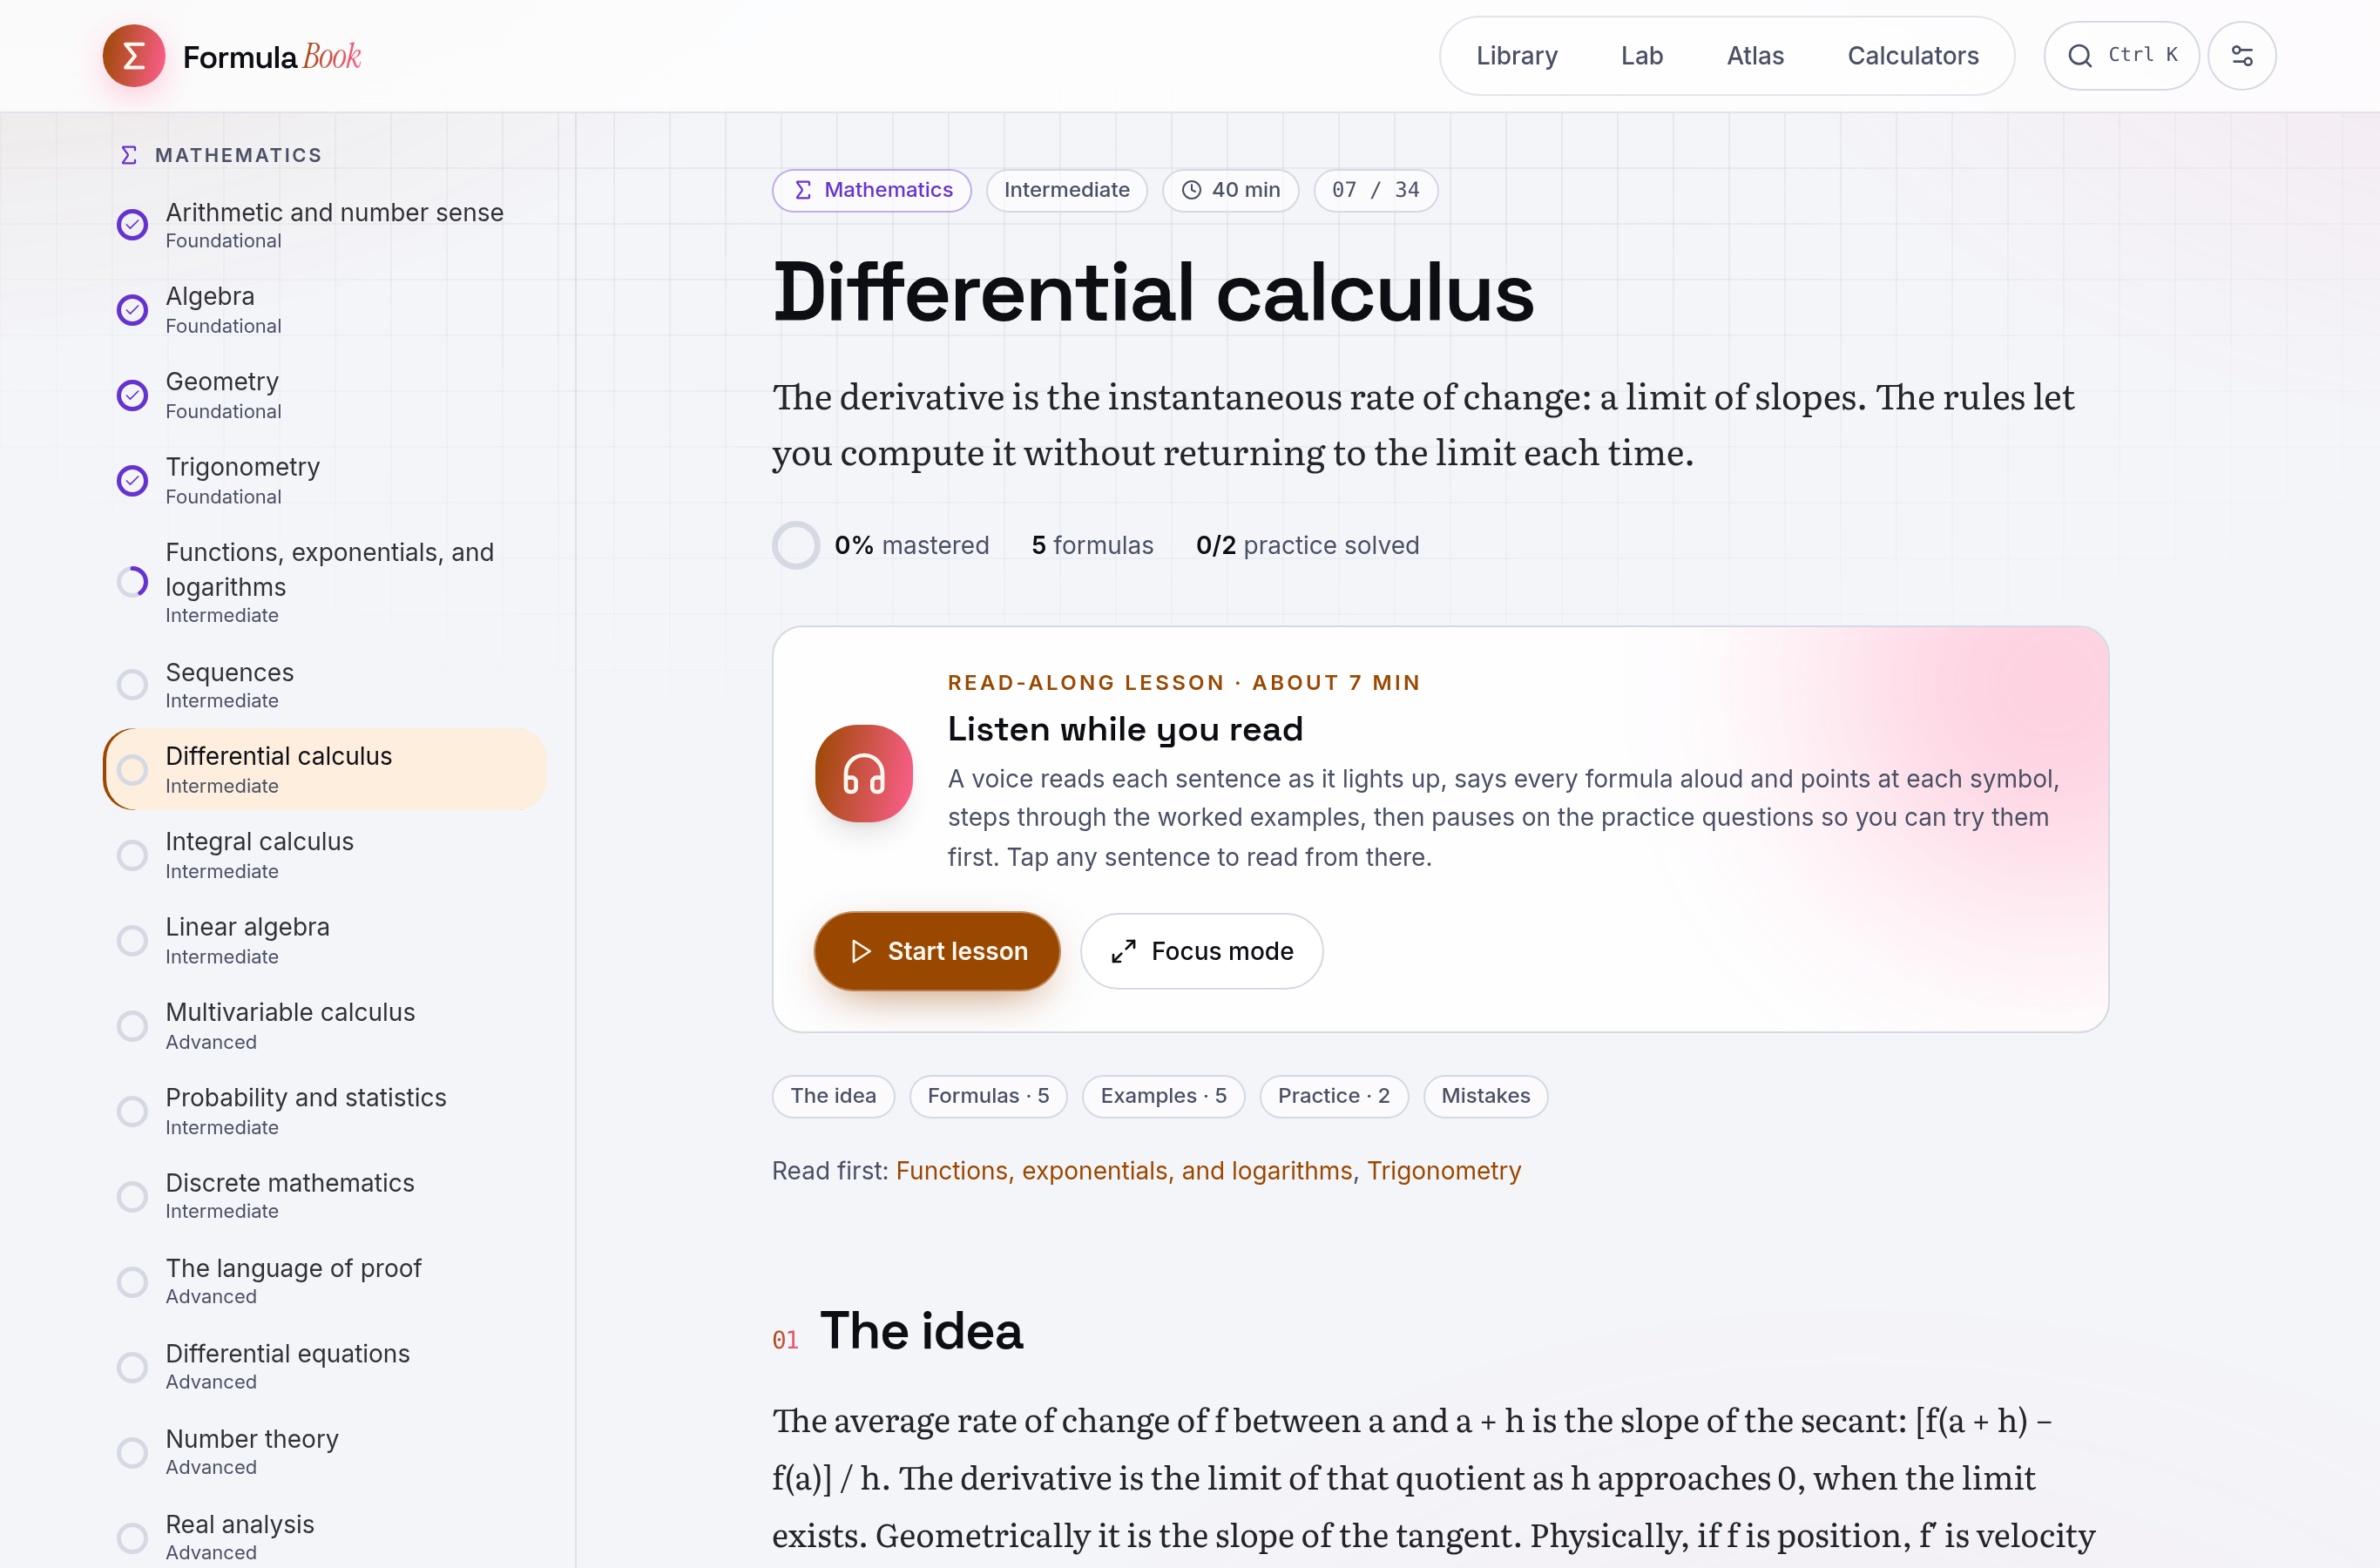 Formula Book
Library
Lab
Atlas
Calculators
Ctrl K
MATHEMATICS
Arithmetic and number sense
Foundational
Algebra
Foundational
Geometry
Foundational
Trigonometry
Foundational
Functions, exponentials, and
logarithms
Intermediate
Sequences
Intermediate
Differential calculus
Intermediate
Integral calculus
Intermediate
Linear algebra
Intermediate
Multivariable calculus
Advanced
Probability and statistics
Intermediate
Discrete mathematics
Intermediate
The language of proof
Advanced
Differential equations
Advanced
Number theory
Advanced
Real analysis
Advanced
Mathematics
Intermediate
40 min
07 / 34
Differential calculus
The derivative is the instantaneous rate of change: a limit of slopes. The rules let
you compute it without returning to the limit each time.
0% mastered
5 formulas
0/2 practice solved
READ-ALONG LESSON · ABOUT 7 MIN
Listen while you read
A voice reads each sentence as it lights up, says every formula aloud and points at each symbol,
steps through the worked examples, then pauses on the practice questions so you can try them
first. Tap any sentence to read from there.
Start lesson
Focus mode
The idea
Formulas · 5
Examples · 5
Practice · 2
Mistakes
Read first: Functions, exponentials, and logarithms, Trigonometry
01 The idea
The average rate of change of f between a and a + h is the slope of the secant: [f(a + h) −
f(a)] / h. The derivative is the limit of that quotient as h approaches 0, when the limit
exists. Geometrically it is the slope of the tangent. Physically, if f is position, f′ is velocity